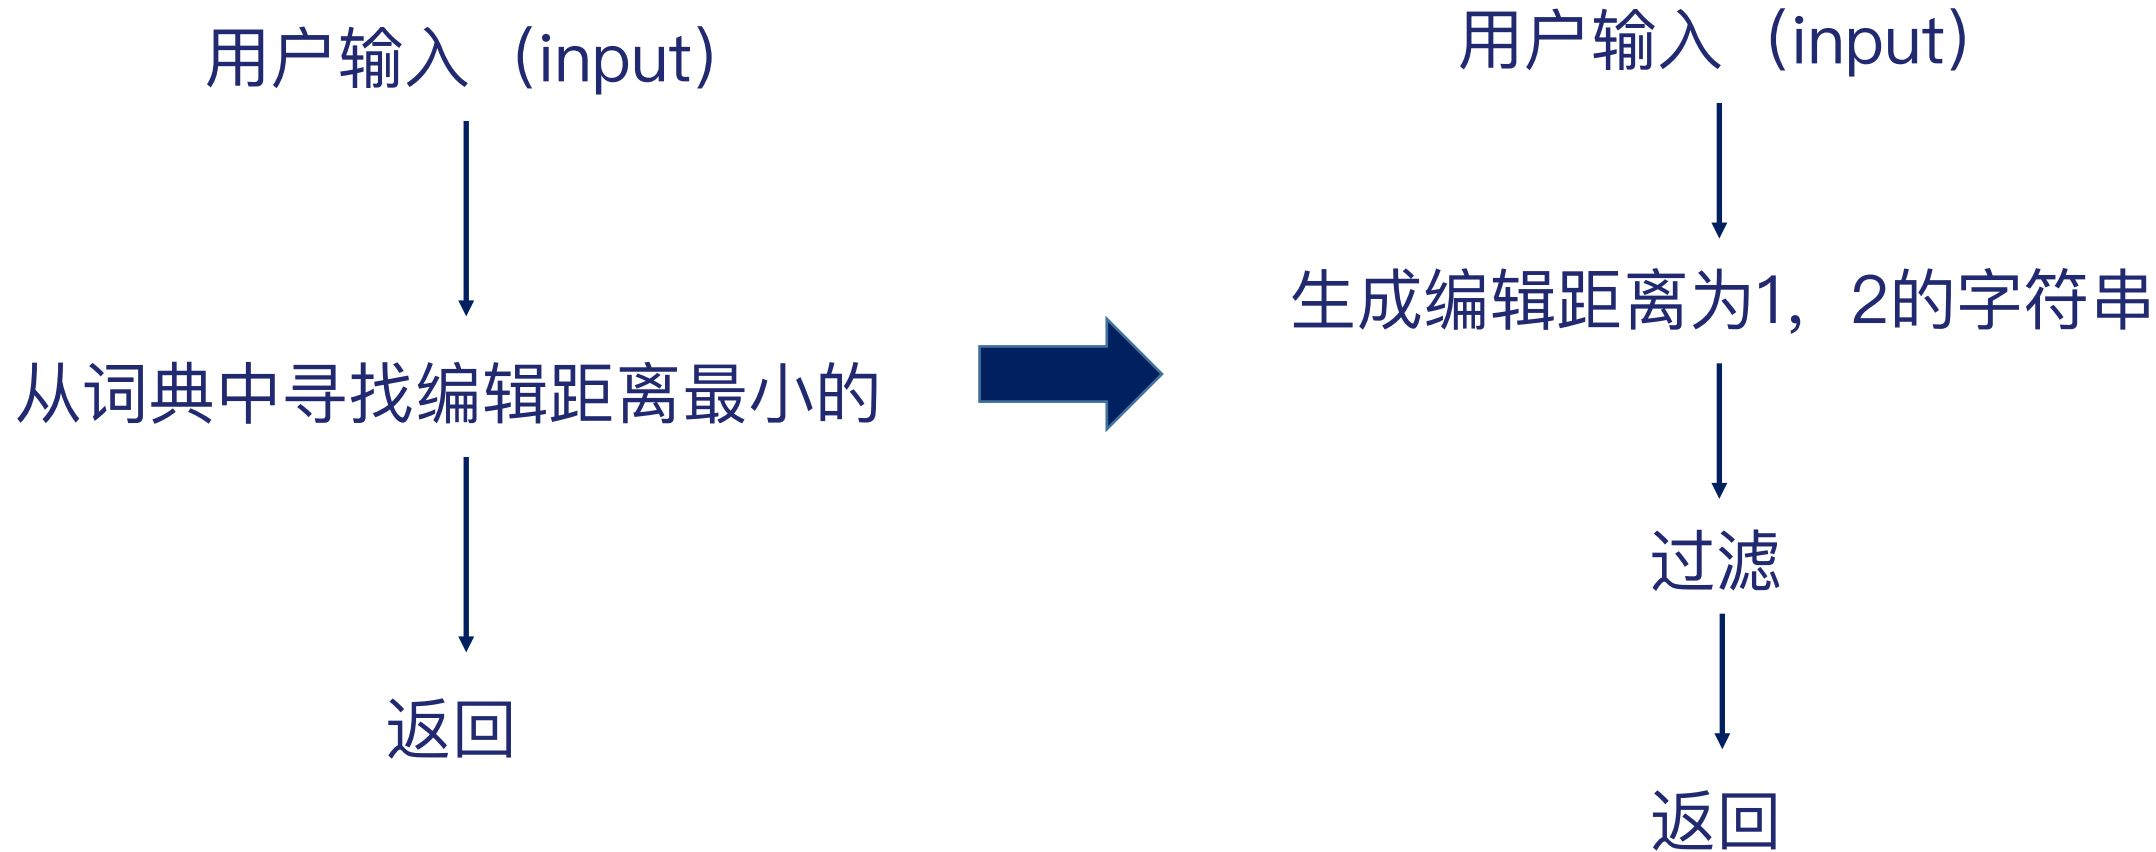 用户输入（input）
从词典中寻找编辑距离最小的
返回
用户输入（input）
生成编辑距离为1，2的字符串
过滤
返回